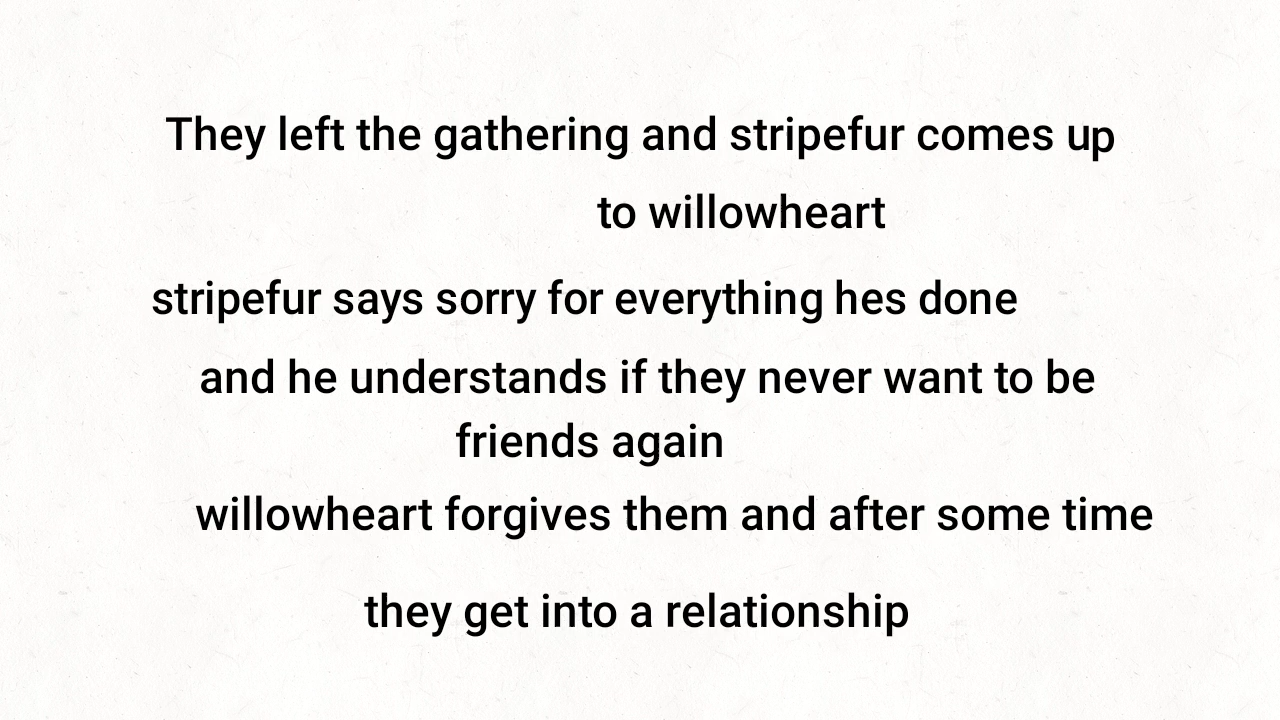 They left the gathering and stripefur comes up
to willowheart
stripefur says sorry for everything hes done
and he understands if they never want to be
friends again
willowheart forgives them and after some time
they get into a relationship